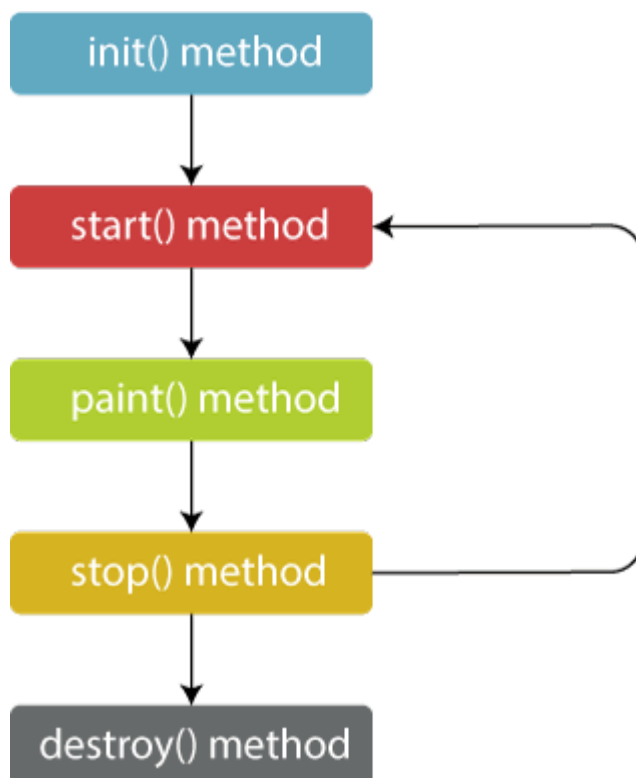 init() method
start() method
paint() method
stop() method
destroy() method